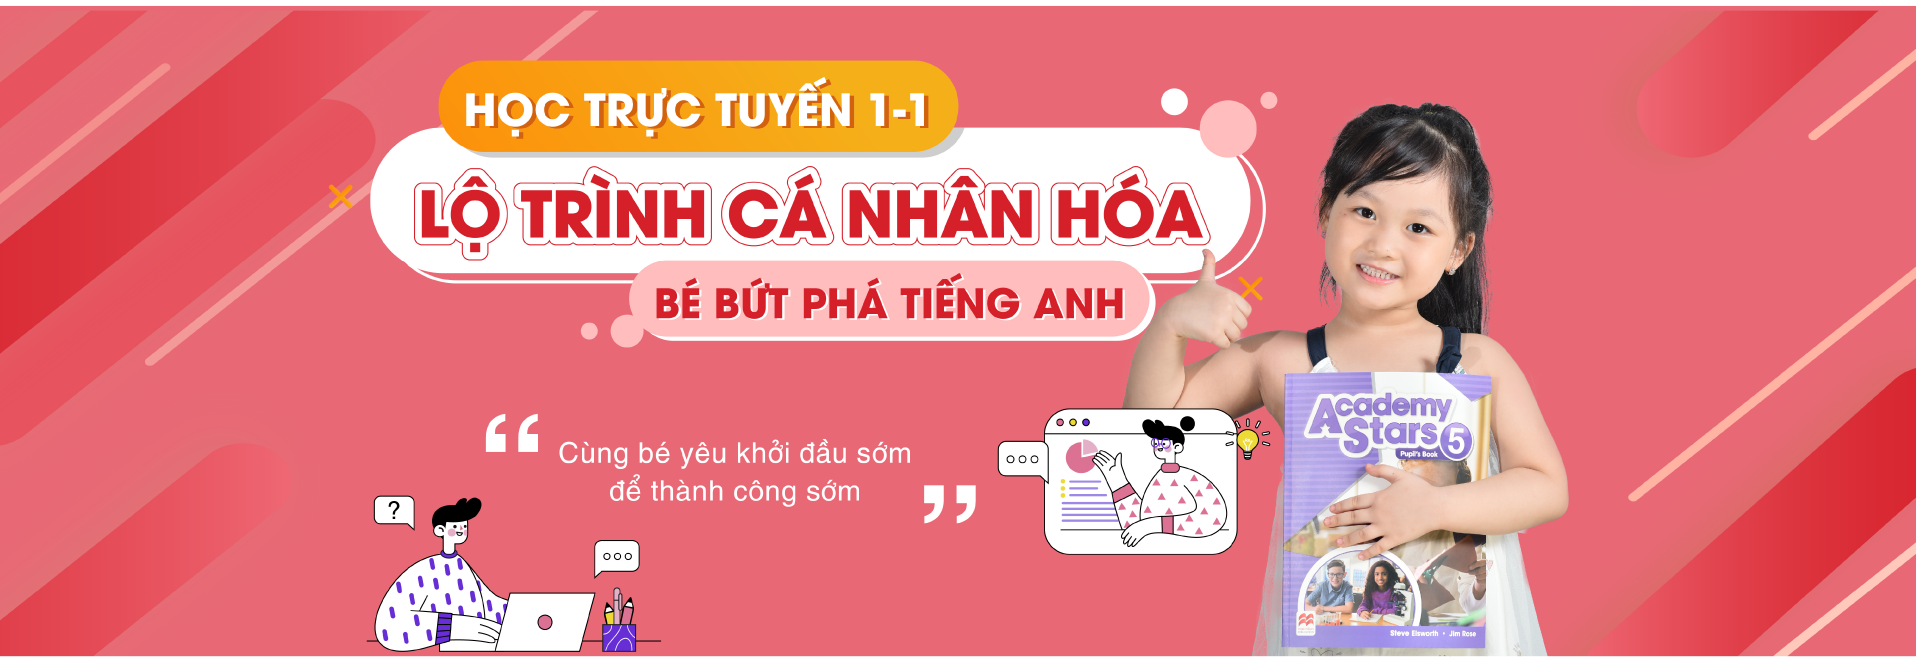 HỌC TRỰC TUYẾN 1-1
LỘ TRÌNH CÁ NHÂN HÓA
BÉ BỨT PHÁ TIẾNG ANH
“ Cùng bé yêu khởi đầu sớm
để thành công sớm ”
?
Academy
Stars 5
Pupil's Book
Steve Elsworth • Jim Rose